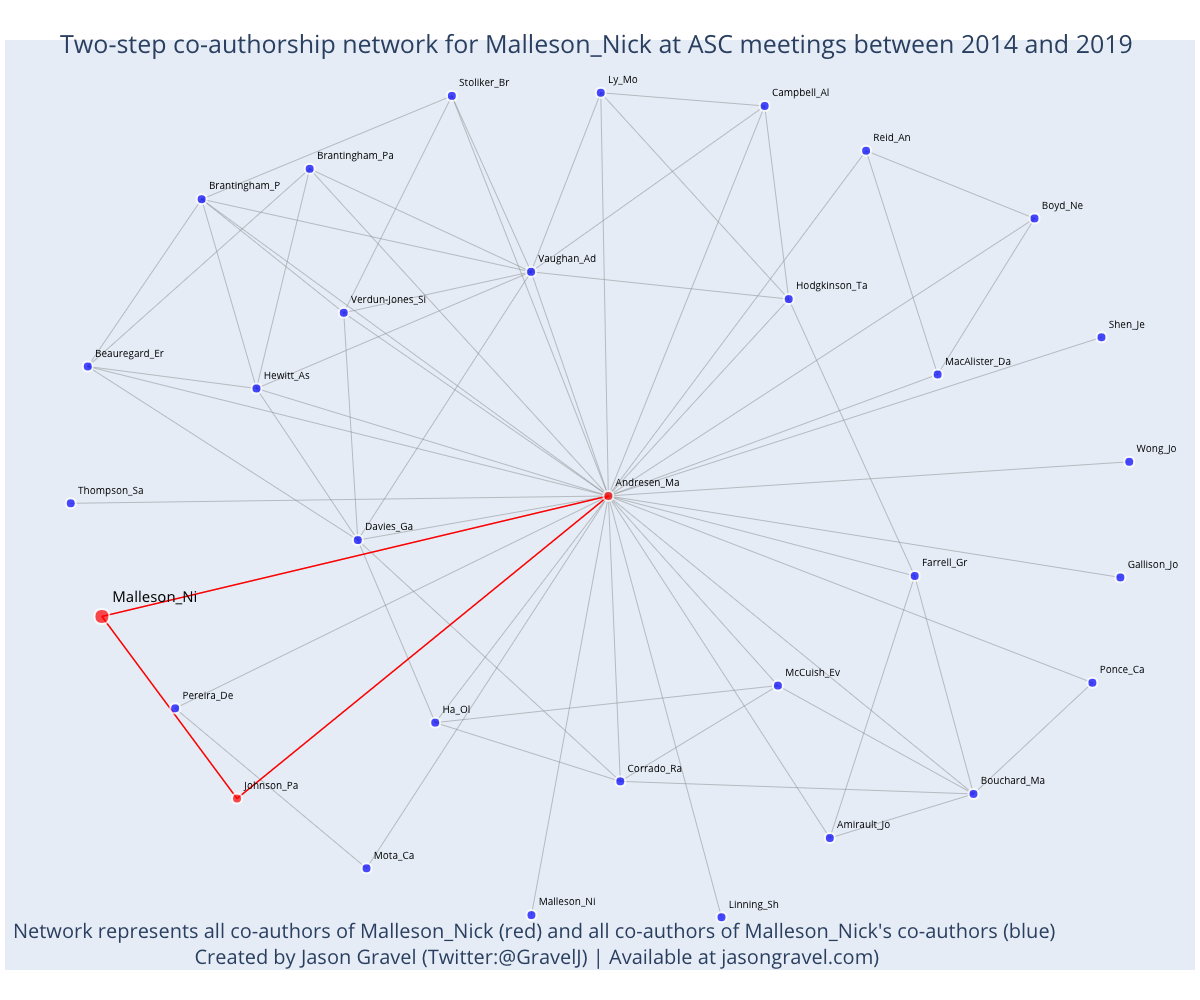 Two-step co-authorship network for Malleson_Nick at ASC meetings between 2014 and 2019
Stoliker_Br
Ly_Mo
Campbell_Al
Reid_An
Brantingham_Pa
Brantingham_P
Boyd_Ne
Vaughan_Ad
Hodgkinson_Ta
Verdun-Jones_Si
Shen_Je
Beauregard_Er
MacAlister_Da
Hewitt_As
Wong_Jo
Andresen_Ma
Thompson_Sa
Davies_Ga
Farrell_Gr
Gallison_Jo
Malleson_Ni
Ponce_Ca
McCuish_Ev
Pereira_De
Ha_Ol
Corrado_Ra
Bouchard_Ma
Johnson_Pa
Amirault_Jo
Mota_Ca
Malleson_Ni
Linning_Sh
Network represents all co-authors of Malleson_Nick (red) and all co-authors of Malleson_Nick's co-authors (blue)
Created by Jason Gravel (Twitter:@GravelJ) | Available at jasongravel.com)